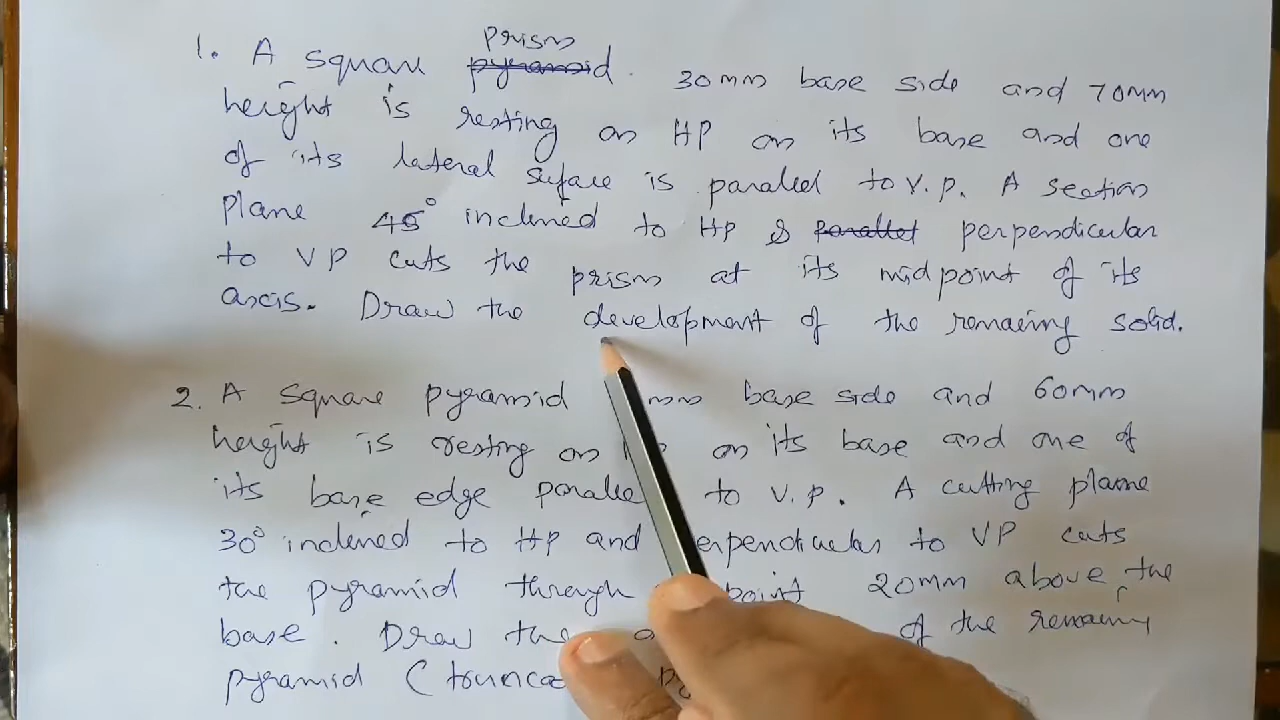 prism
1. A square pyramid. 30mm base side and 70mm
height is resting on HP on its base and one
of its lateral surface is parallel to V.P. A section
plane 45° inclined to HP & parallel perpendicular
to VP cuts the prism at its midpoint of its
axis. Draw the development of the remaining solid.
2. A square pyramid mm base side and 60mm
height is resting on on its base and one of
its base edge to V.P. A cutting plane
30° inclined to HP and to VP cuts
the pyramid through point 20mm above the
base. Draw the of the remaining
pyramid (